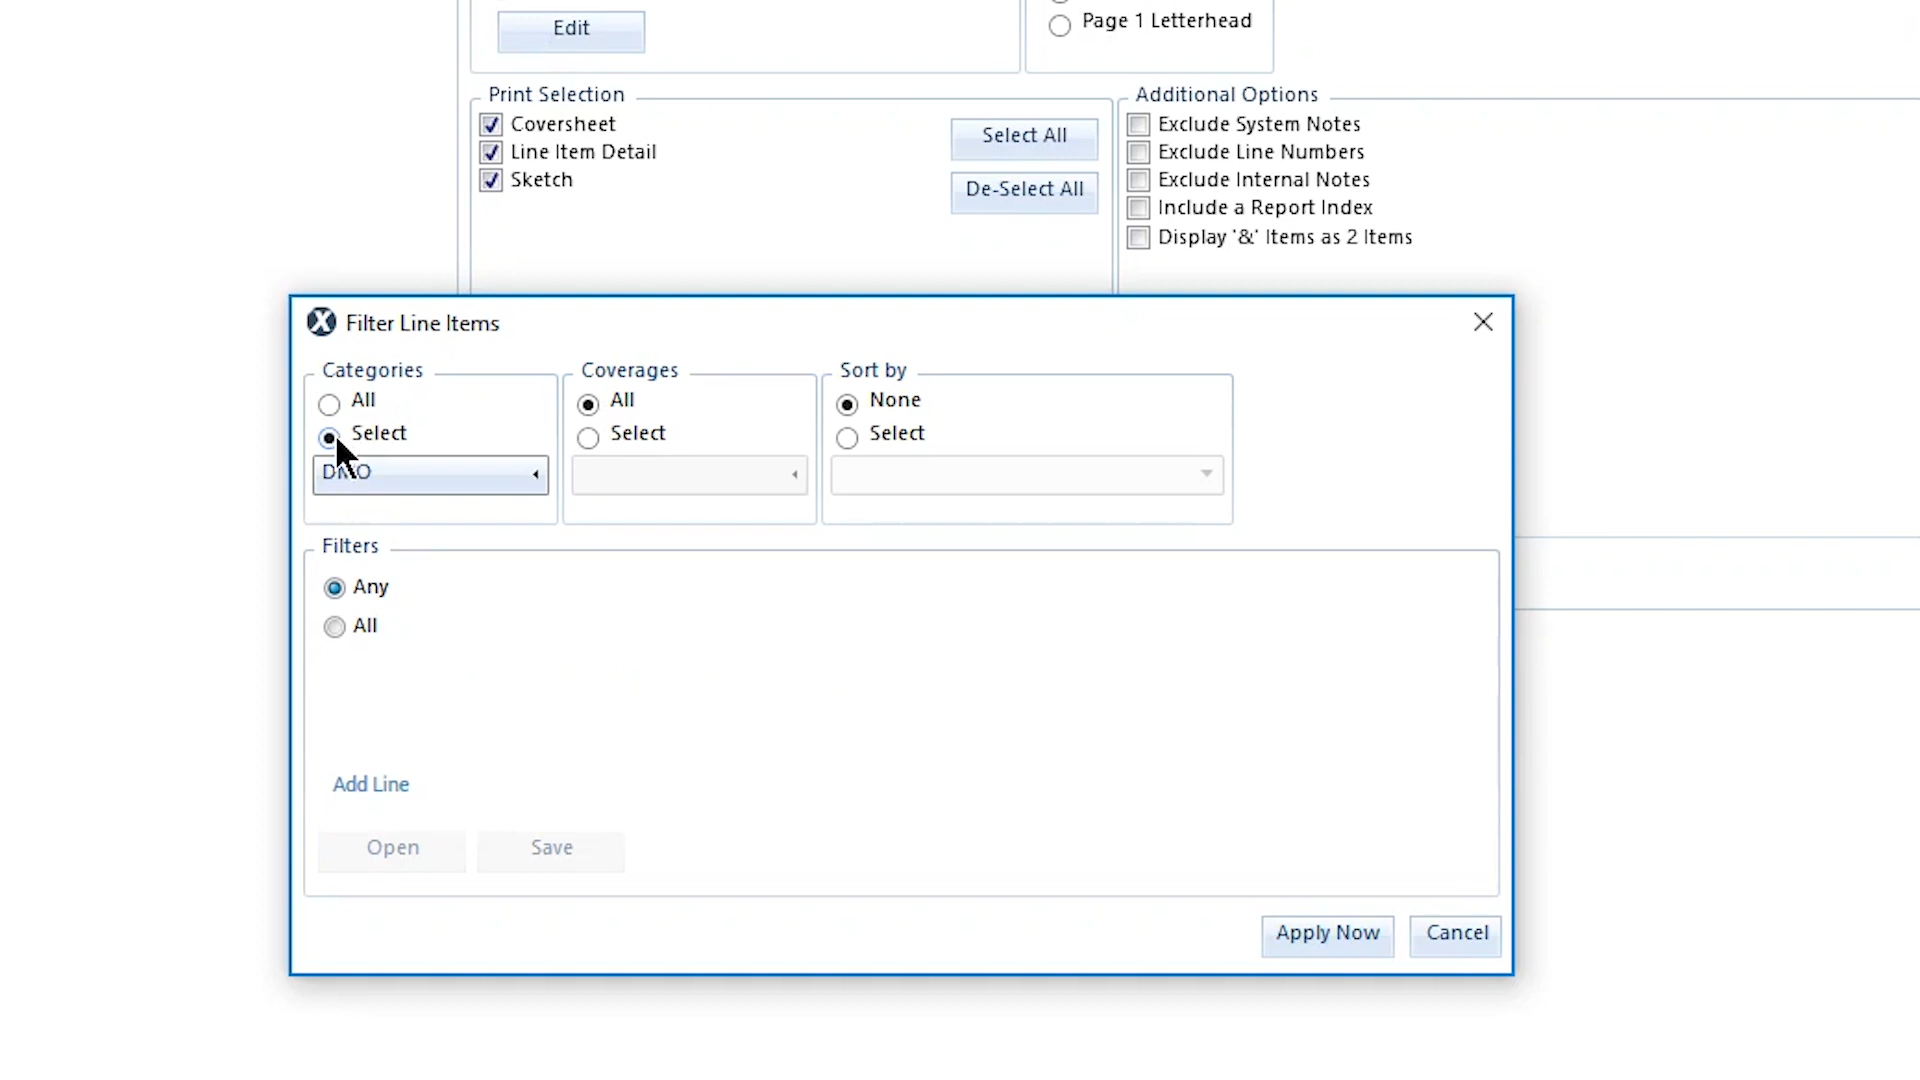 Edit
Page 1 Letterhead
Print Selection
Coversheet
Line Item Detail
Sketch
Select All
De-Select All
Additional Options
Exclude System Notes
Exclude Line Numbers
Exclude Internal Notes
Include a Report Index
Display '&' Items as 2 Items
Filter Line Items
Categories
All
Select
DMO
Coverages
All
Select
Sort by
None
Select
Filters
Any
All
Add Line
Open
Save
Apply Now
Cancel